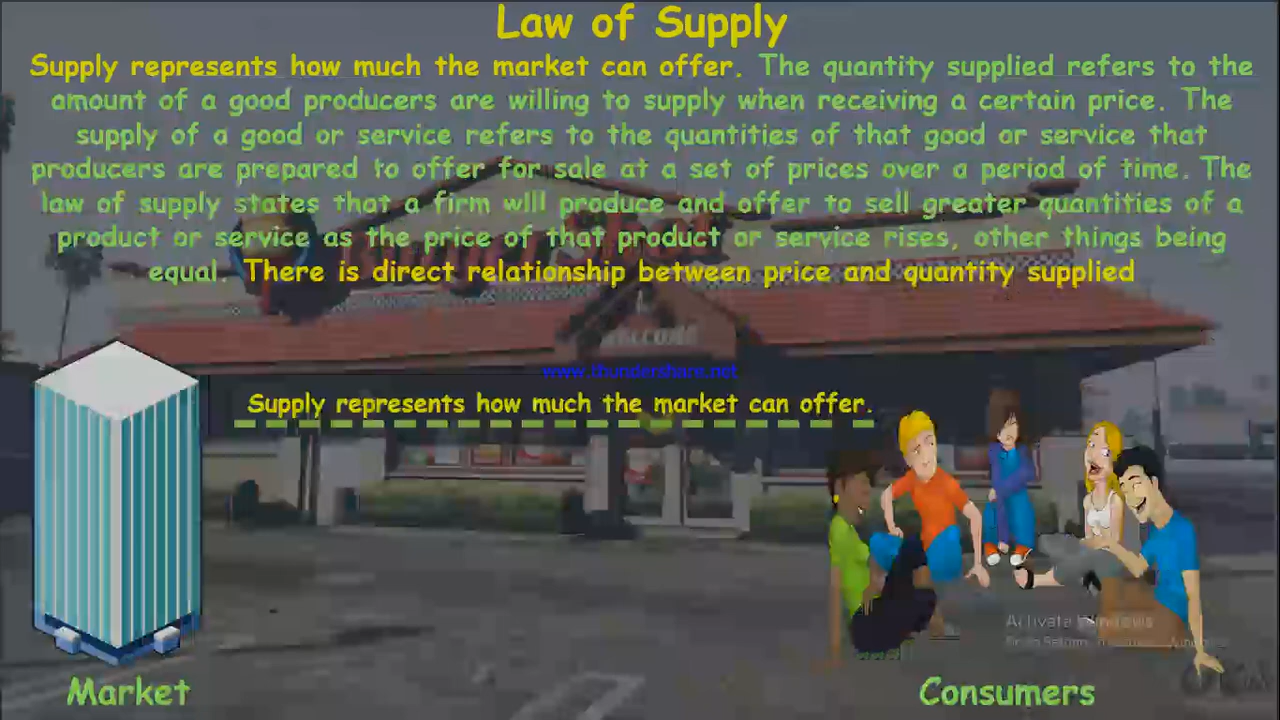 Law of Supply
Supply represents how much the market can offer. The quantity supplied refers to the
amount of a good producers are willing to supply when receiving a certain price. The
supply of a good or service refers to the quantities of that good or service that
producers are prepared to offer for sale at a set of prices over a period of time. The
law of supply states that a firm will produce and offer to sell greater quantities of a
product or service as the price of that product or service rises, other things being
equal. There is direct relationship between price and quantity supplied
www.thundershare.net
Supply represents how much the market can offer.
Activate Windows
Market
Consumers